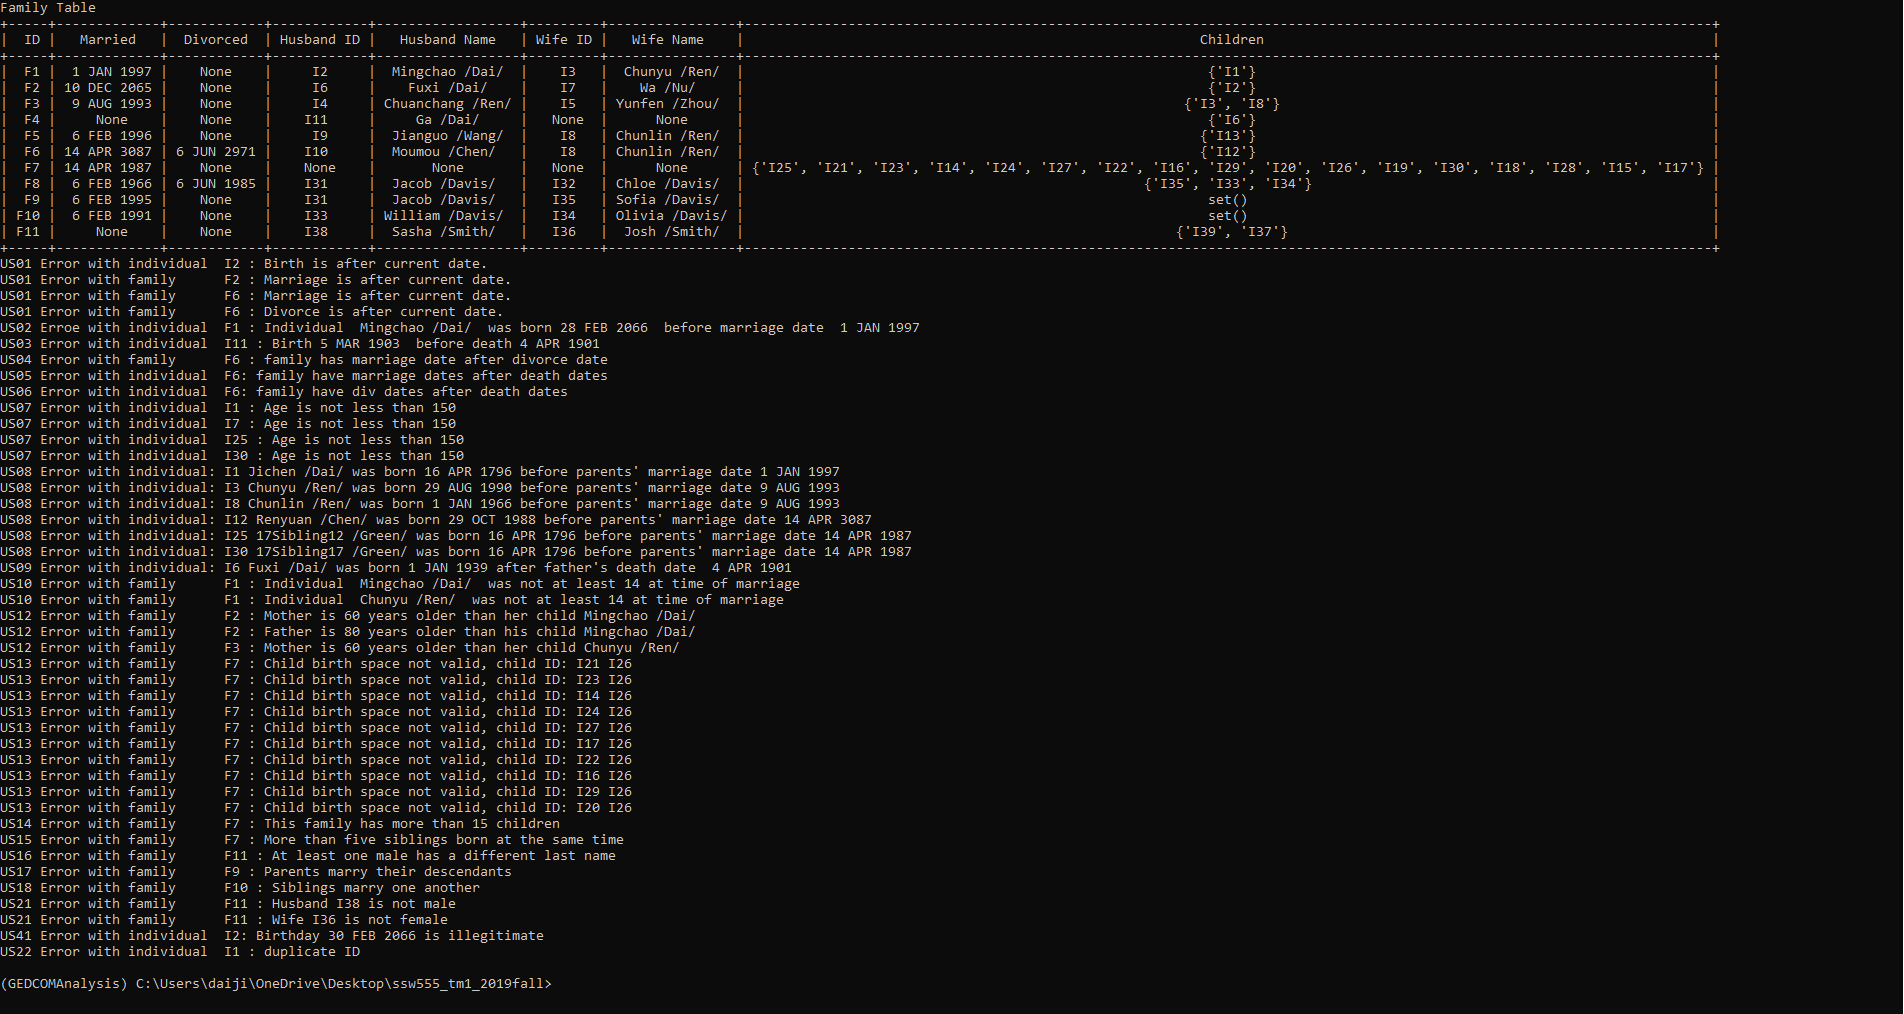 Family Table
+-----+-------------+------------+------------+------------------+---------+----------------+-------------------------------------------------------------------------------------------------------------------------+
|  ID |   Married   |  Divorced  | Husband ID |   Husband Name   | Wife ID |   Wife Name    |                                                         Children                                                        |
+-----+-------------+------------+------------+------------------+---------+----------------+-------------------------------------------------------------------------------------------------------------------------+
|  F1 |  1 JAN 1997 |    None    |     I2     |  Mingchao /Dai/  |    I3   |  Chunyu /Ren/  |                                                          {'I1'}                                                         |
|  F2 | 10 DEC 2065 |    None    |     I6     |    Fuxi /Dai/    |    I7   |    Wa /Nu/     |                                                          {'I2'}                                                         |
|  F3 |  9 AUG 1993 |    None    |     I4     | Chuanchang /Ren/ |    I5   | Yunfen /Zhou/  |                                                       {'I3', 'I8'}                                                      |
|  F4 |     None    |    None    |    I11     |     Ga /Dai/     |   None  |      None      |                                                          {'I6'}                                                         |
|  F5 |  6 FEB 1996 |    None    |     I9     |  Jianguo /Wang/  |    I8   | Chunlin /Ren/  |                                                         {'I13'}                                                         |
|  F6 | 14 APR 3087 | 6 JUN 2971 |    I10     |  Moumou /Chen/   |    I8   | Chunlin /Ren/  |                                                         {'I12'}                                                         |
|  F7 | 14 APR 1987 |    None    |    None    |       None       |   None  |      None      | {'I25', 'I21', 'I23', 'I14', 'I24', 'I27', 'I22', 'I16', 'I29', 'I20', 'I26', 'I19', 'I30', 'I18', 'I28', 'I15', 'I17'} |
|  F8 |  6 FEB 1966 | 6 JUN 1985 |    I31     |  Jacob /Davis/   |   I32   | Chloe /Davis/  |                                                  {'I35', 'I33', 'I34'}                                                  |
|  F9 |  6 FEB 1995 |    None    |    I31     |  Jacob /Davis/   |   I35   | Sofia /Davis/  |                                                          set()                                                          |
| F10 |  6 FEB 1991 |    None    |    I33     | William /Davis/  |   I34   | Olivia /Davis/ |                                                          set()                                                          |
| F11 |     None    |    None    |    I38     |  Sasha /Smith/   |   I36   |  Josh /Smith/  |                                                      {'I39', 'I37'}                                                     |
+-----+-------------+------------+------------+------------------+---------+----------------+-------------------------------------------------------------------------------------------------------------------------+
US01 Error with individual  I2 : Birth is after current date.
US01 Error with family      F2 : Marriage is after current date.
US01 Error with family      F6 : Marriage is after current date.
US01 Error with family      F6 : Divorce is after current date.
US02 Erroe with individual  F1 : Individual  Mingchao /Dai/  was born 28 FEB 2066  before marriage date  1 JAN 1997
US03 Error with individual  I11 : Birth 5 MAR 1903  before death 4 APR 1901
US04 Error with family      F6 : family has marriage date after divorce date
US05 Error with individual  F6: family have marriage dates after death dates
US06 Error with individual  F6: family have div dates after death dates
US07 Error with individual  I1 : Age is not less than 150
US07 Error with individual  I7 : Age is not less than 150
US07 Error with individual  I25 : Age is not less than 150
US07 Error with individual  I30 : Age is not less than 150
US08 Error with individual: I1 Jichen /Dai/ was born 16 APR 1796 before parents' marriage date 1 JAN 1997
US08 Error with individual: I3 Chunyu /Ren/ was born 29 AUG 1990 before parents' marriage date 9 AUG 1993
US08 Error with individual: I8 Chunlin /Ren/ was born 1 JAN 1966 before parents' marriage date 9 AUG 1993
US08 Error with individual: I12 Renyuan /Chen/ was born 29 OCT 1988 before parents' marriage date 14 APR 3087
US08 Error with individual: I25 17Sibling12 /Green/ was born 16 APR 1796 before parents' marriage date 14 APR 1987
US08 Error with individual: I30 17Sibling17 /Green/ was born 16 APR 1796 before parents' marriage date 14 APR 1987
US09 Error with individual: I6 Fuxi /Dai/ was born 1 JAN 1939 after father's death date  4 APR 1901
US10 Error with family      F1 : Individual  Mingchao /Dai/  was not at least 14 at time of marriage
US10 Error with family      F1 : Individual  Chunyu /Ren/  was not at least 14 at time of marriage
US12 Error with family      F2 : Mother is 60 years older than her child Mingchao /Dai/
US12 Error with family      F2 : Father is 80 years older than his child Mingchao /Dai/
US12 Error with family      F3 : Mother is 60 years older than her child Chunyu /Ren/
US13 Error with family      F7 : Child birth space not valid, child ID: I21 I26
US13 Error with family      F7 : Child birth space not valid, child ID: I23 I26
US13 Error with family      F7 : Child birth space not valid, child ID: I14 I26
US13 Error with family      F7 : Child birth space not valid, child ID: I24 I26
US13 Error with family      F7 : Child birth space not valid, child ID: I27 I26
US13 Error with family      F7 : Child birth space not valid, child ID: I17 I26
US13 Error with family      F7 : Child birth space not valid, child ID: I22 I26
US13 Error with family      F7 : Child birth space not valid, child ID: I16 I26
US13 Error with family      F7 : Child birth space not valid, child ID: I29 I26
US13 Error with family      F7 : Child birth space not valid, child ID: I20 I26
US14 Error with family      F7 : This family has more than 15 children
US15 Error with family      F7 : More than five siblings born at the same time
US16 Error with family      F11 : At least one male has a different last name
US17 Error with family      F9 : Parents marry their descendants
US18 Error with family      F10 : Siblings marry one another
US21 Error with family      F11 : Husband I38 is not male
US21 Error with family      F11 : Wife I36 is not female
US41 Error with individual  I2: Birthday 30 FEB 2066 is illegitimate
US22 Error with individual  I1 : duplicate ID
(GEDCOMAnalysis) C:\Users\daiji\OneDrive\Desktop\ssw555_tm1_2019fall>